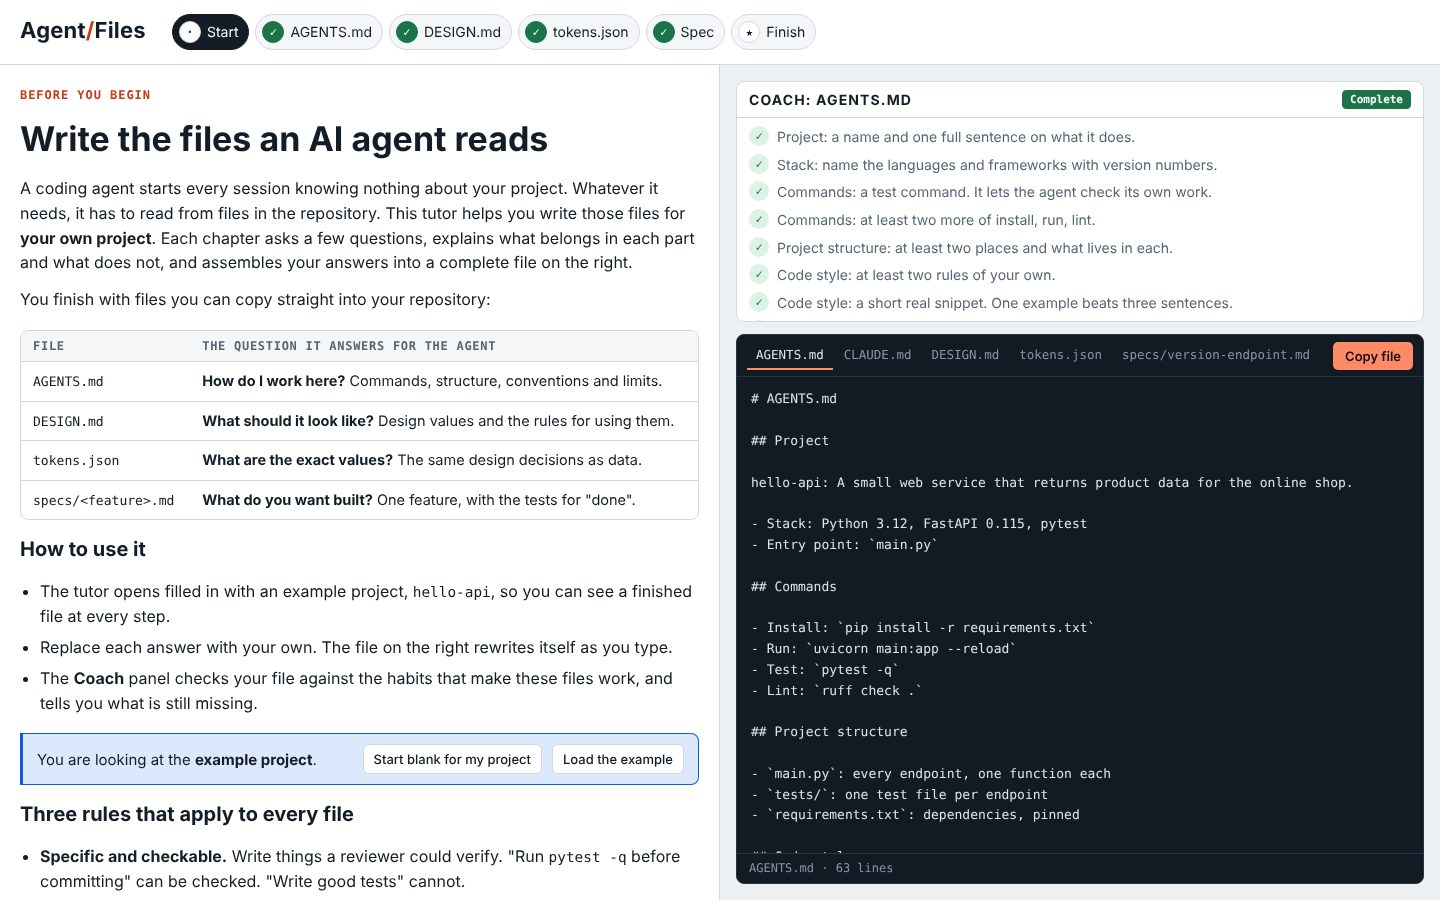 Agent/Files
Start
AGENTS.md
DESIGN.md
tokens.json
Spec
Finish
BEFORE YOU BEGIN
Write the files an AI agent reads
A coding agent starts every session knowing nothing about your project. Whatever it
needs, it has to read from files in the repository. This tutor helps you write those files for
your own project. Each chapter asks a few questions, explains what belongs in each part
and what does not, and assembles your answers into a complete file on the right.
You finish with files you can copy straight into your repository:
FILE THE QUESTION IT ANSWERS FOR THE AGENT
AGENTS.md How do I work here? Commands, structure, conventions and limits.
DESIGN.md What should it look like? Design values and the rules for using them.
tokens.json What are the exact values? The same design decisions as data.
specs/<feature>.md What do you want built? One feature, with the tests for "done".
How to use it
• The tutor opens filled in with an example project, hello-api, so you can see a finished
file at every step.
• Replace each answer with your own. The file on the right rewrites itself as you type.
• The Coach panel checks your file against the habits that make these files work, and
tells you what is still missing.
You are looking at the example project.
Start blank for my project
Load the example
Three rules that apply to every file
• Specific and checkable. Write things a reviewer could verify. "Run pytest -q before
committing" can be checked. "Write good tests" cannot.
COACH: AGENTS.MD
Complete
✓ Project: a name and one full sentence on what it does.
✓ Stack: name the languages and frameworks with version numbers.
✓ Commands: a test command. It lets the agent check its own work.
✓ Commands: at least two more of install, run, lint.
✓ Project structure: at least two places and what lives in each.
✓ Code style: at least two rules of your own.
✓ Code style: a short real snippet. One example beats three sentences.
AGENTS.md CLAUDE.md DESIGN.md tokens.json specs/version-endpoint.md
Copy file
# AGENTS.md
## Project
hello-api: A small web service that returns product data for the online shop.
- Stack: Python 3.12, FastAPI 0.115, pytest
- Entry point: `main.py`
## Commands
- Install: `pip install -r requirements.txt`
- Run: `uvicorn main:app --reload`
- Test: `pytest -q`
- Lint: `ruff check .`
## Project structure
- `main.py`: every endpoint, one function each
- `tests/`: one test file per endpoint
- `requirements.txt`: dependencies, pinned
AGENTS.md · 63 lines